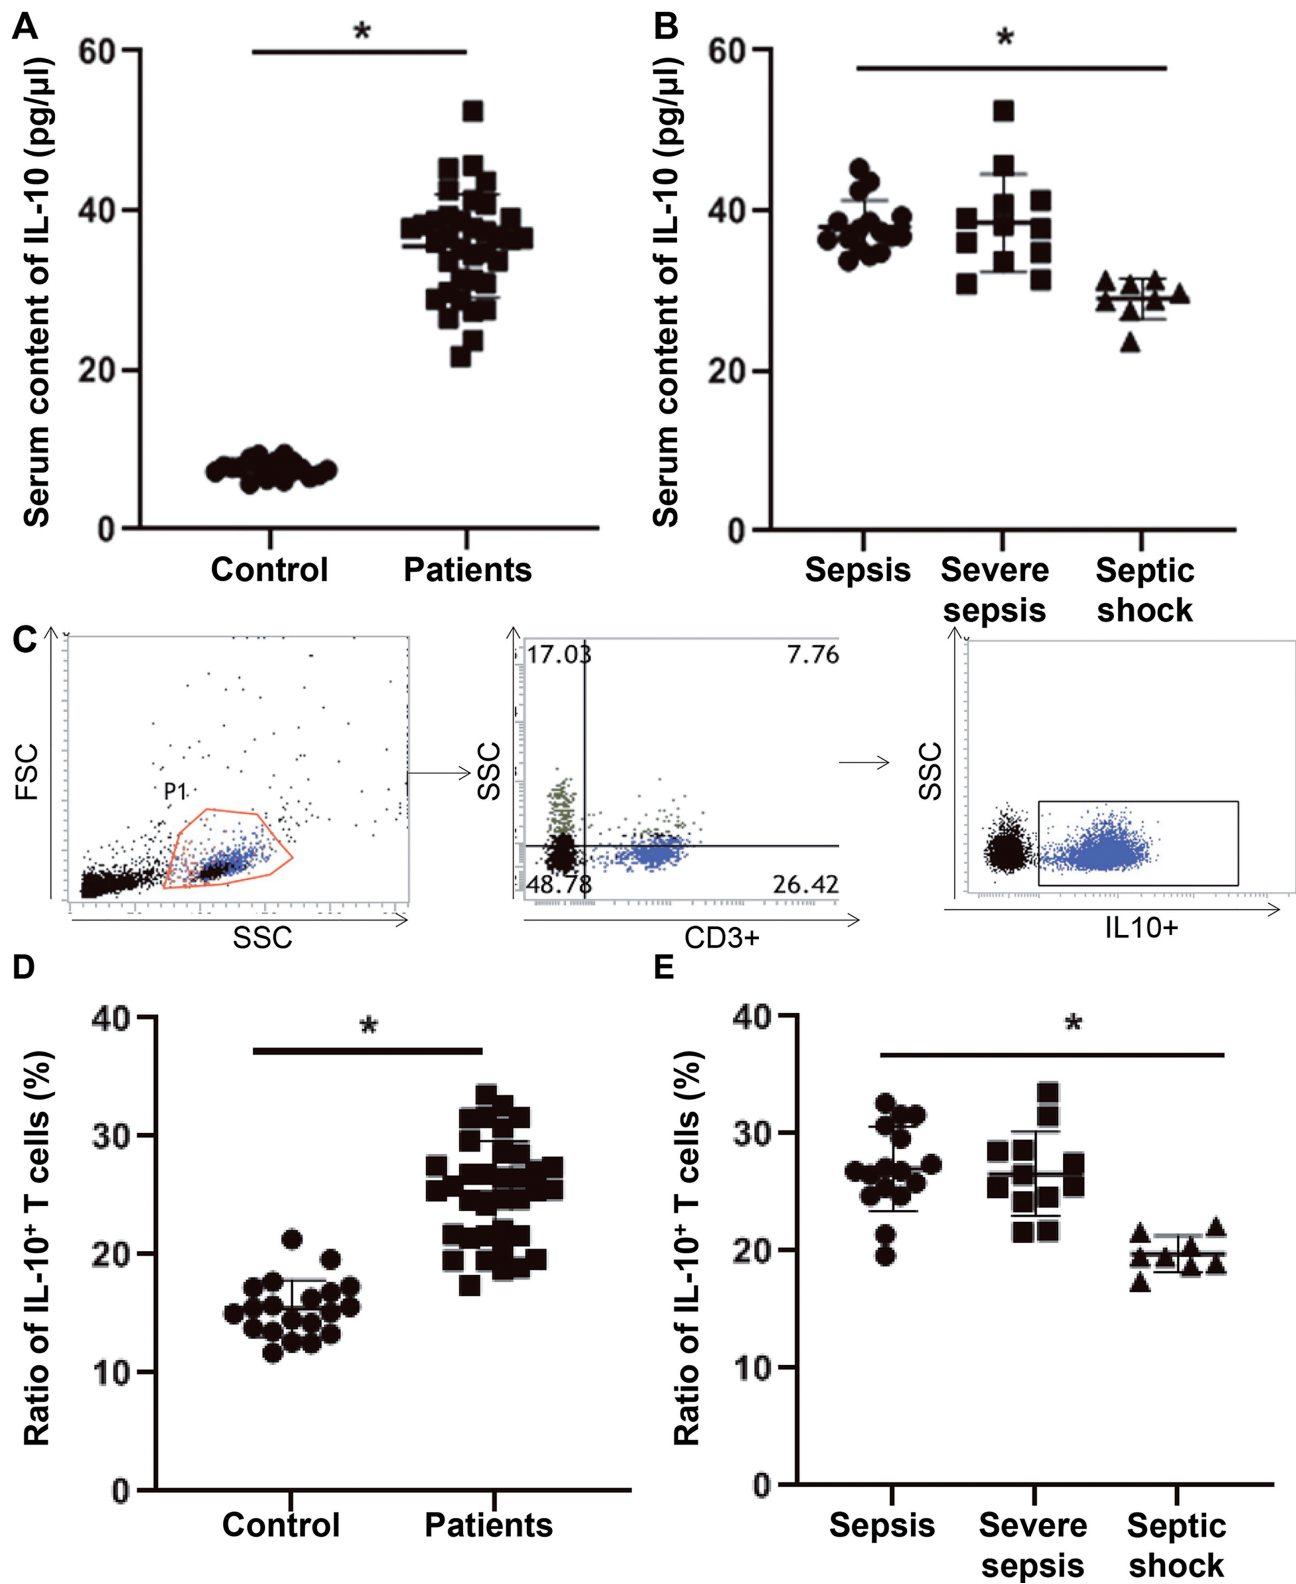 A
Serum content of IL-10 (pg/µl)
60
40
20
0
*
Control
Patients
B
Serum content of IL-10 (pg/µl)
60
40
20
0
*
Sepsis
Severe
sepsis
Septic
shock
C
FSC
P1
SSC
SSC
17.03
7.76
48.78
26.42
CD3+
SSC
IL10+
D
Ratio of IL-10⁺ T cells (%)
40
30
20
10
0
*
Control
Patients
E
Ratio of IL-10⁺ T cells (%)
40
30
20
10
0
*
Sepsis
Severe
sepsis
Septic
shock